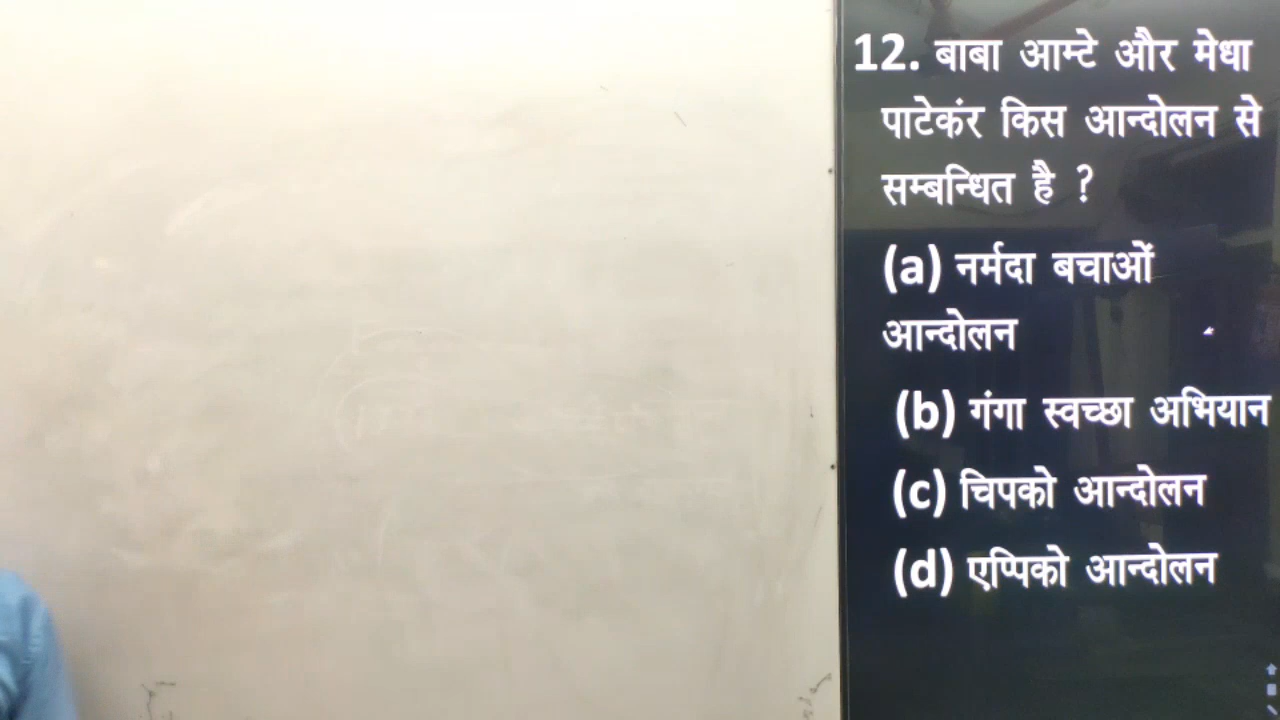 12. बाबा आम्टे और मेधा
पाटेकंर किस आन्दोलन से
सम्बन्धित है ?
(a) नर्मदा बचाओं
आन्दोलन
(b) गंगा स्वच्छा अभियान
(c) चिपको आन्दोलन
(d) एप्पिको आन्दोलन